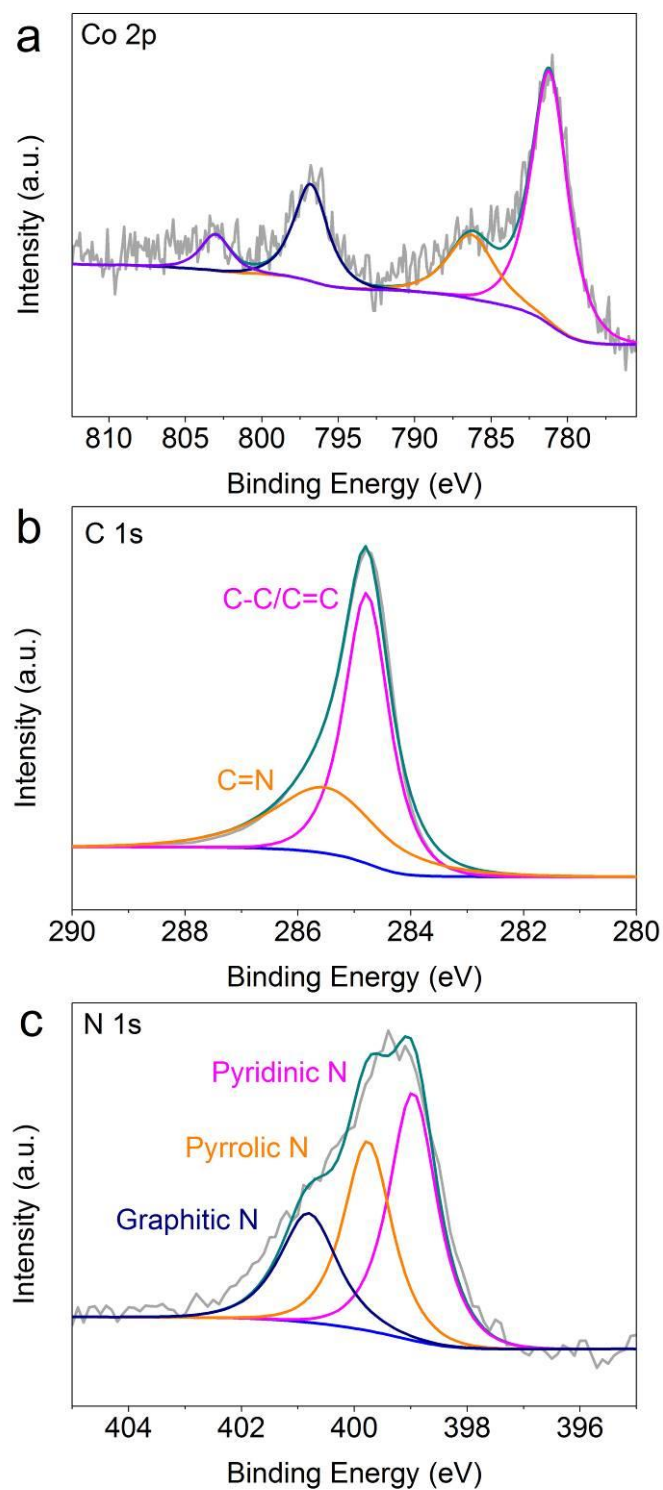 a
Co 2p
Intensity (a.u.)
810 805 800 795 790 785 780
Binding Energy (eV)
b
C 1s
C-C/C=C
C=N
Intensity (a.u.)
290 288 286 284 282 280
Binding Energy (eV)
c
N 1s
Pyridinic N
Pyrrolic N
Graphitic N
Intensity (a.u.)
404 402 400 398 396
Binding Energy (eV)